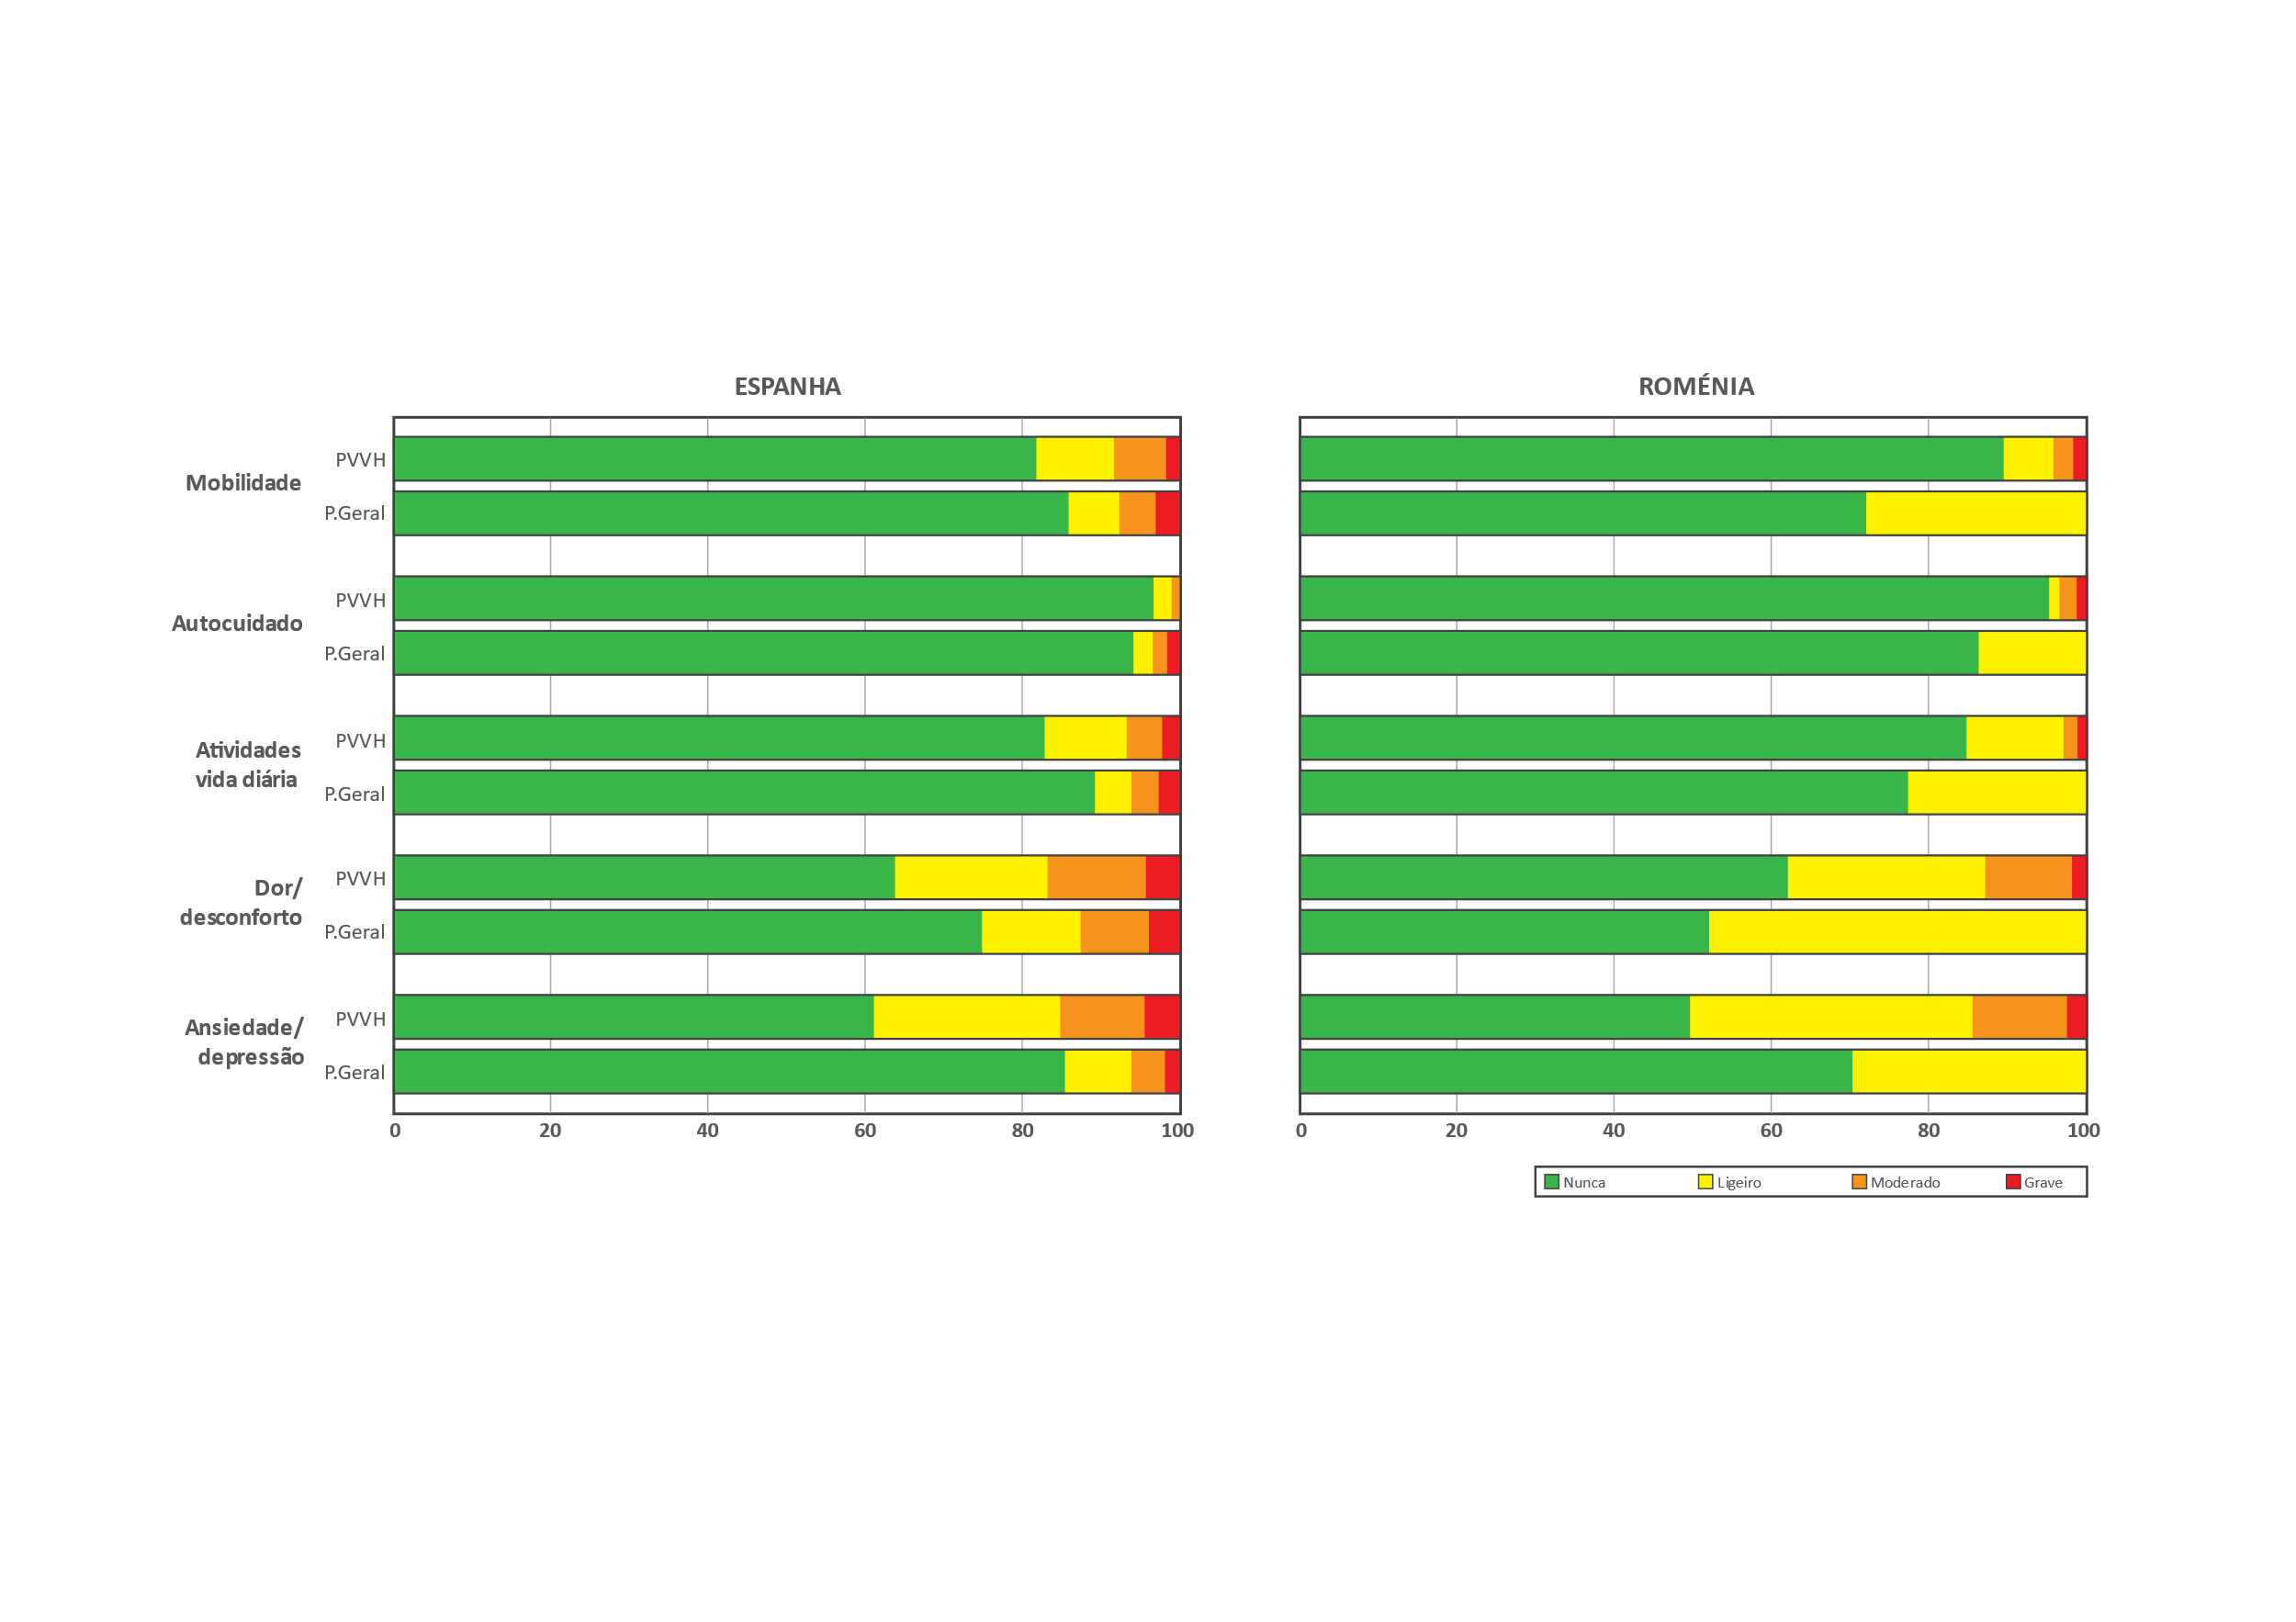 ESPANHA
ROMÉNIA
Mobilidade
PVVH
P.Geral
Autocuidado
PVVH
P.Geral
Atividades
vida diária
PVVH
P.Geral
Dor/
desconforto
PVVH
P.Geral
Ansiedade/
depressão
PVVH
P.Geral
0 20 40 60 80 100
0 20 40 60 80 100
Nunca Ligeiro Moderado Grave